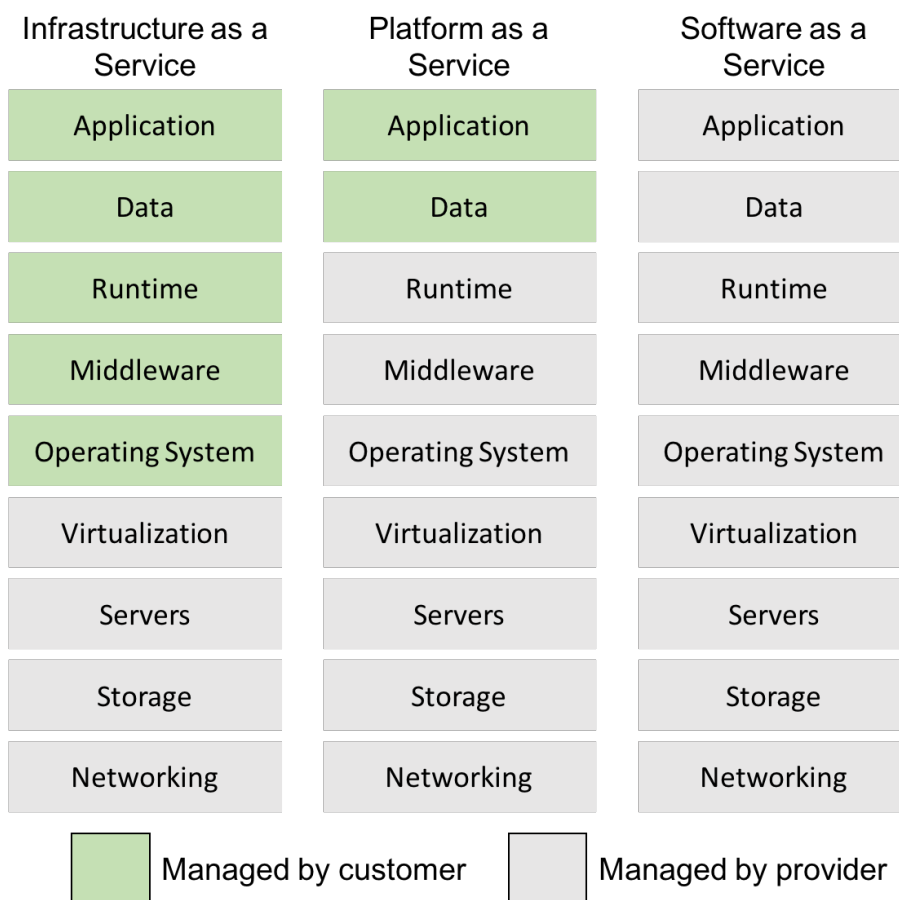 Infrastructure as a
Service
Application
Data
Runtime
Middleware
Operating System
Virtualization
Servers
Storage
Networking
Platform as a
Service
Application
Data
Runtime
Middleware
Operating System
Virtualization
Servers
Storage
Networking
Software as a
Service
Application
Data
Runtime
Middleware
Operating System
Virtualization
Servers
Storage
Networking
Managed by customer
Managed by provider